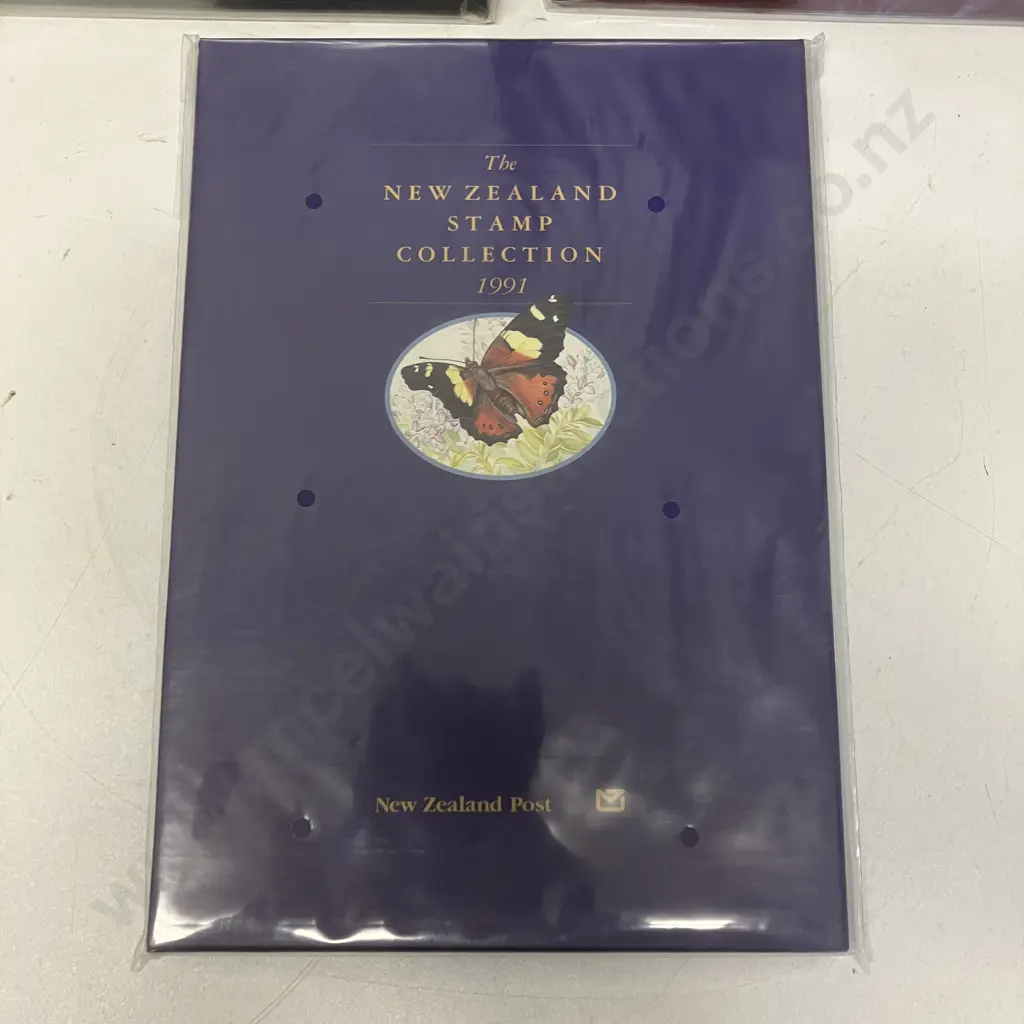 The
NEW ZEALAND
STAMP
COLLECTION
1991
New Zealand Post